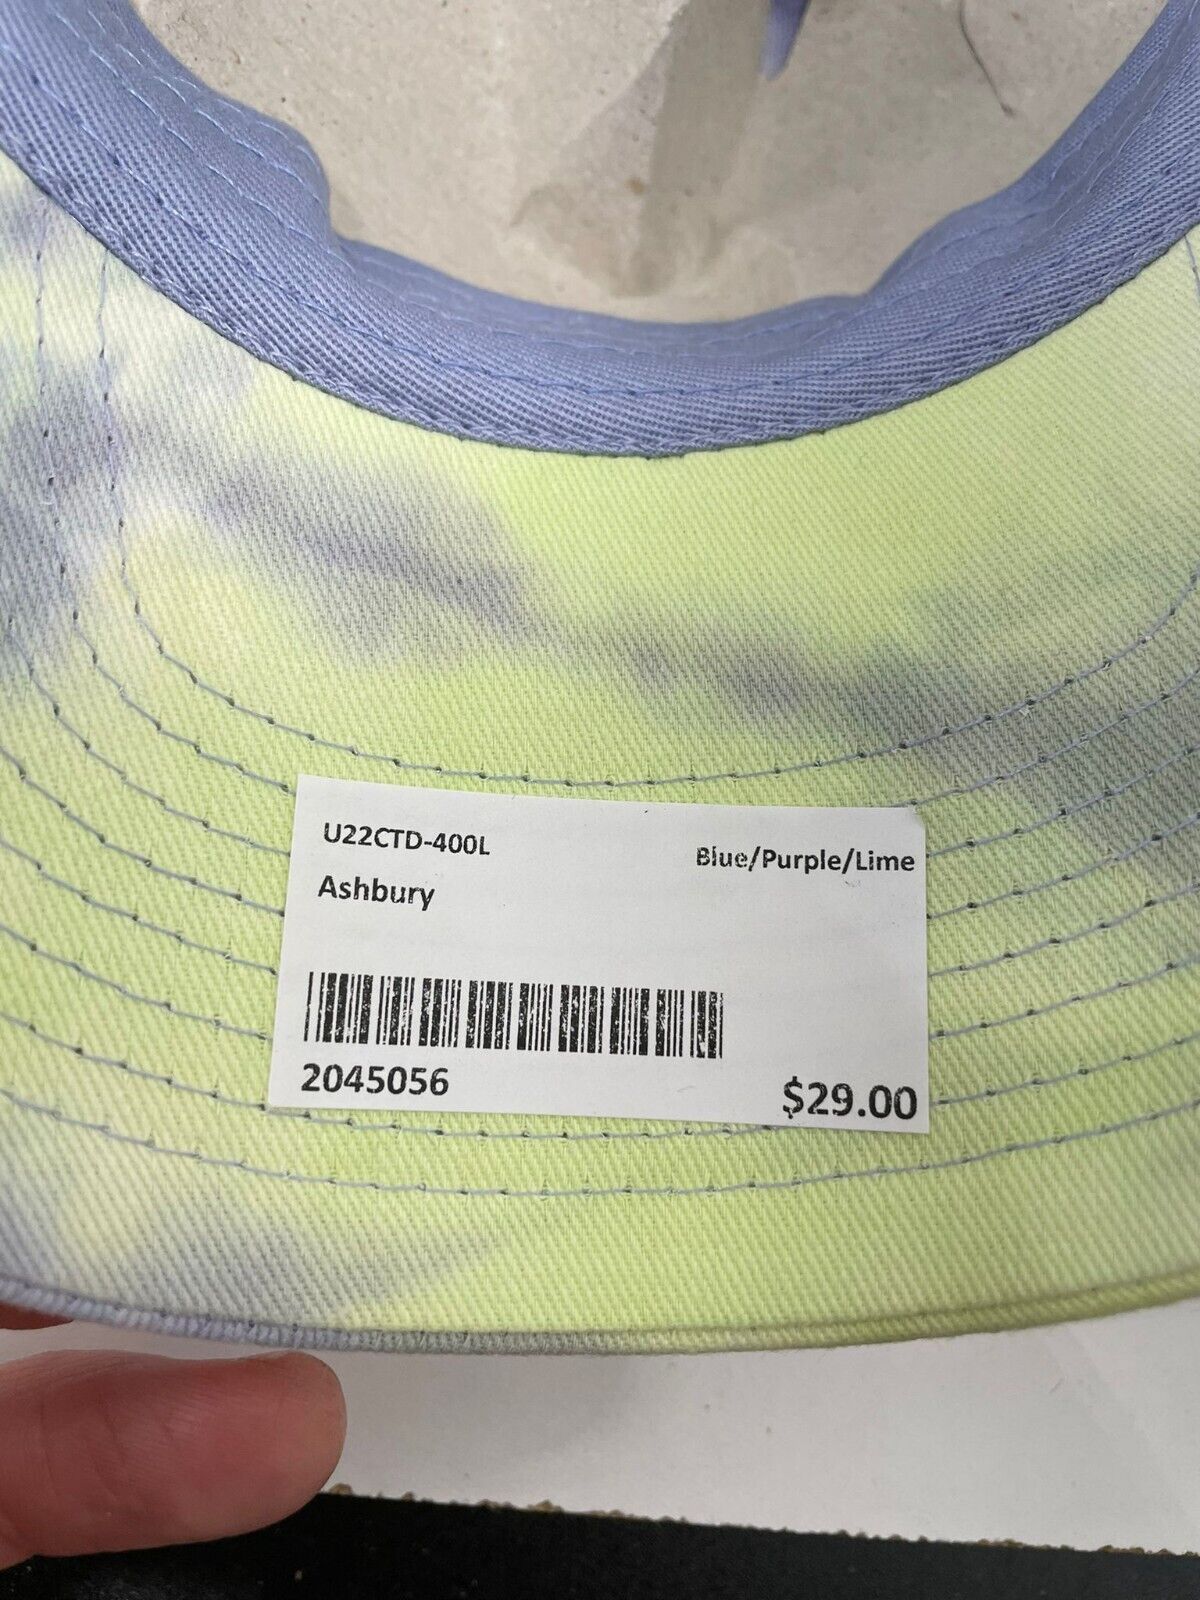 U22CTD-400L
Blue/Purple/Lime
Ashbury
2045056
$29.00